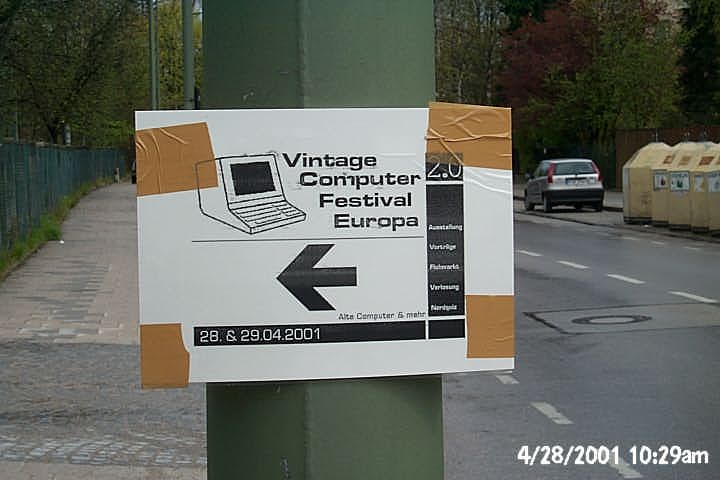 Vintage
Computer
Festival
Europa
2.0
Ausstellung
Vorträge
Flohmarkt
Verlosung
Nerdquiz
Alte Computer & mehr
28. & 29.04.2001
4/28/2001 10:29am